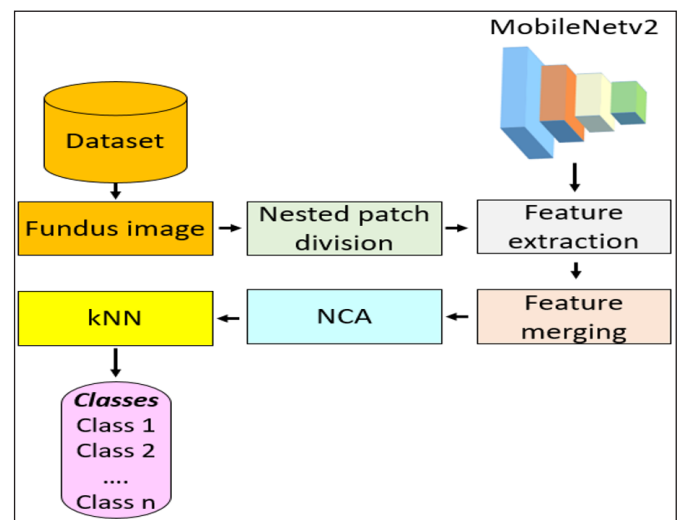 MobileNetv2
Dataset
Fundus image
Nested patch
division
Feature
extraction
kNN
NCA
Feature
merging
Classes
Class 1
Class 2
....
Class n